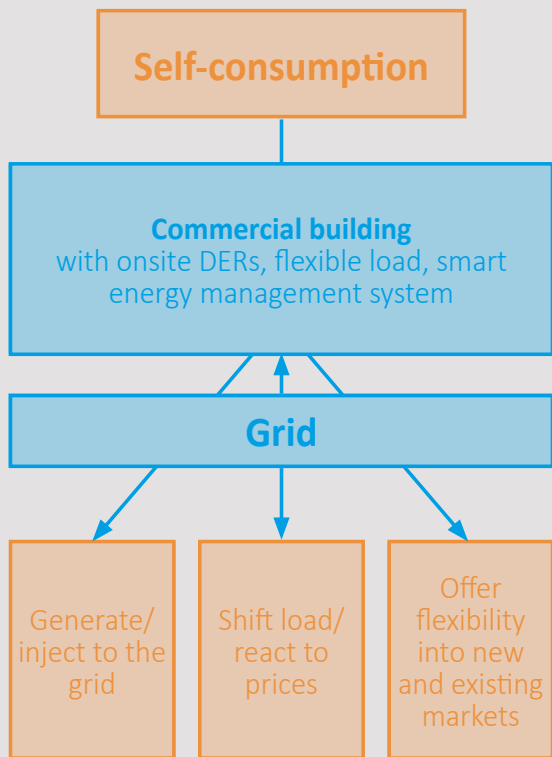 Self-consumption
Commercial building
with onsite DERs, flexible load, smart
energy management system
Grid
Generate/
inject to the
grid
Shift load/
react to
prices
Offer
flexibility
into new
and existing
markets